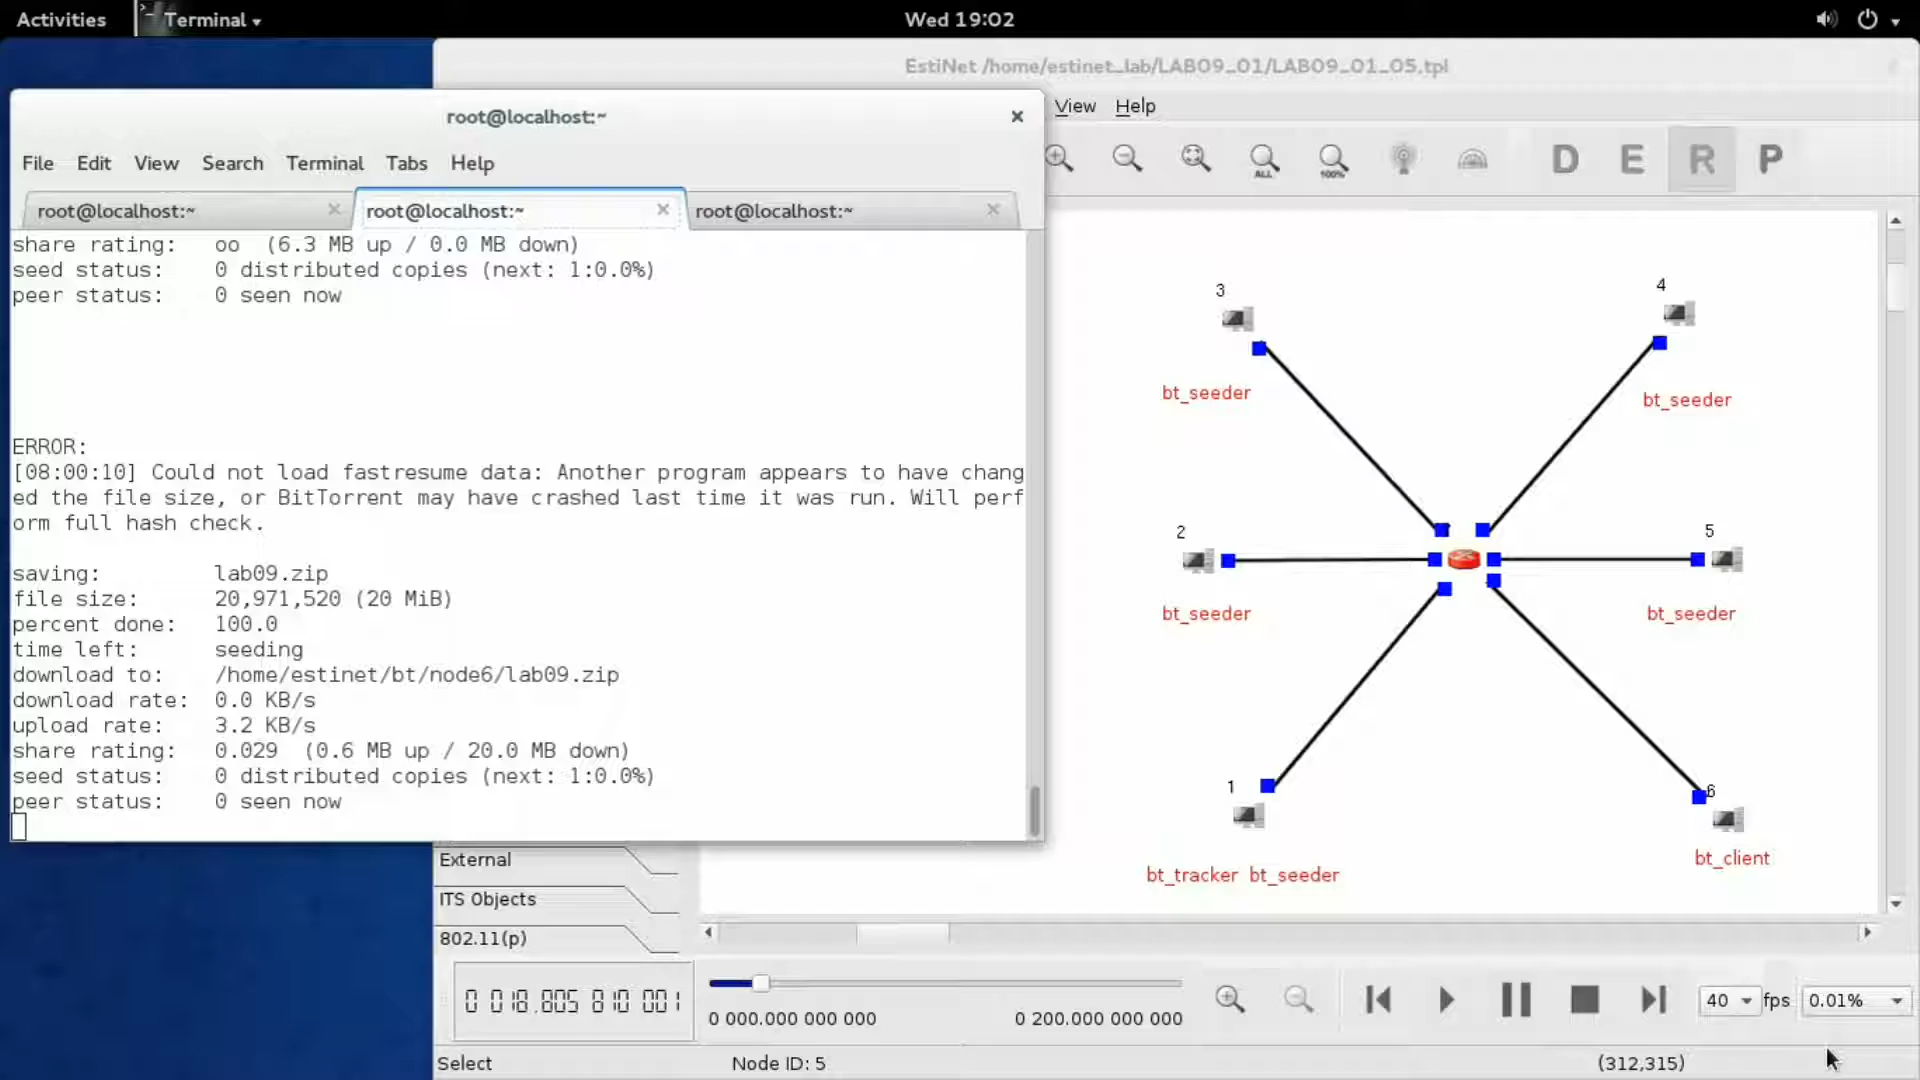 Activities
Terminal
Wed 19:02
EstiNet /home/estinet_lab/LAB09_01/LAB09_01_05.tpl
root@localhost:~
View Help
File Edit View Search Terminal Tabs Help
ALL
100%
D E R P
root@localhost:~
root@localhost:~
root@localhost:~
share rating: oo (6.3 MB up / 0.0 MB down)
seed status: 0 distributed copies (next: 1:0.0%)
peer status: 0 seen now
ERROR:
[08:00:10] Could not load fastresume data: Another program appears to have chang
ed the file size, or BitTorrent may have crashed last time it was run. Will perf
orm full hash check.
saving: lab09.zip
file size: 20,971,520 (20 MiB)
percent done: 100.0
time left: seeding
download to: /home/estinet/bt/node6/lab09.zip
download rate: 0.0 KB/s
upload rate: 3.2 KB/s
share rating: 0.029 (0.6 MB up / 20.0 MB down)
seed status: 0 distributed copies (next: 1:0.0%)
peer status: 0 seen now
3
bt_seeder
4
bt_seeder
2
bt_seeder
5
bt_seeder
1
bt_tracker bt_seeder
6
bt_client
External
ITS Objects
802.11(p)
0 018.805 810 001
0 000.000 000 000
0 200.000 000 000
40
fps
0.01%
Select
Node ID: 5
(312,315)